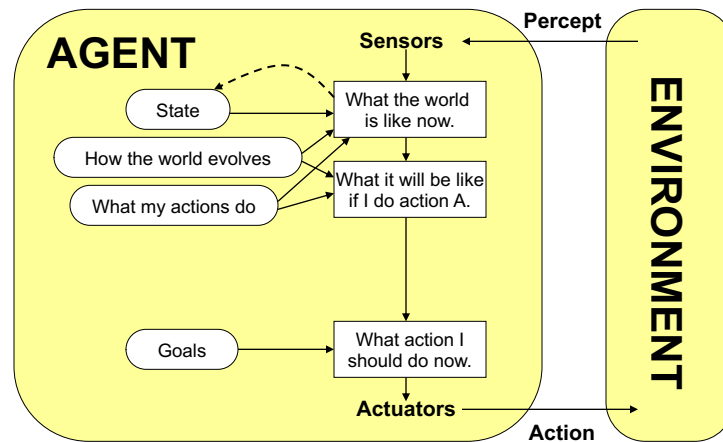 Percept
AGENT
Sensors
What the world
is like now.
State
How the world evolves
What it will be like
if I do action A.
What my actions do
Goals
What action I
should do now.
Actuators
Action
ENVIRONMENT